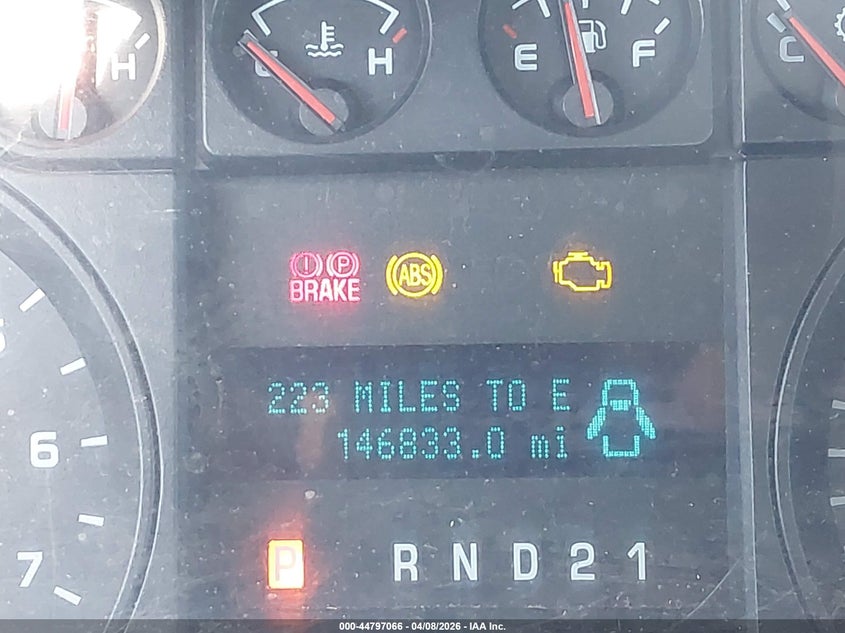 H
C H
E F
C
BRAKE
ABS
223 MILES TO E
146833.0 mi
6
7
P R N D 2 1
000-44797066 - 04/08/2026 - IAA Inc.